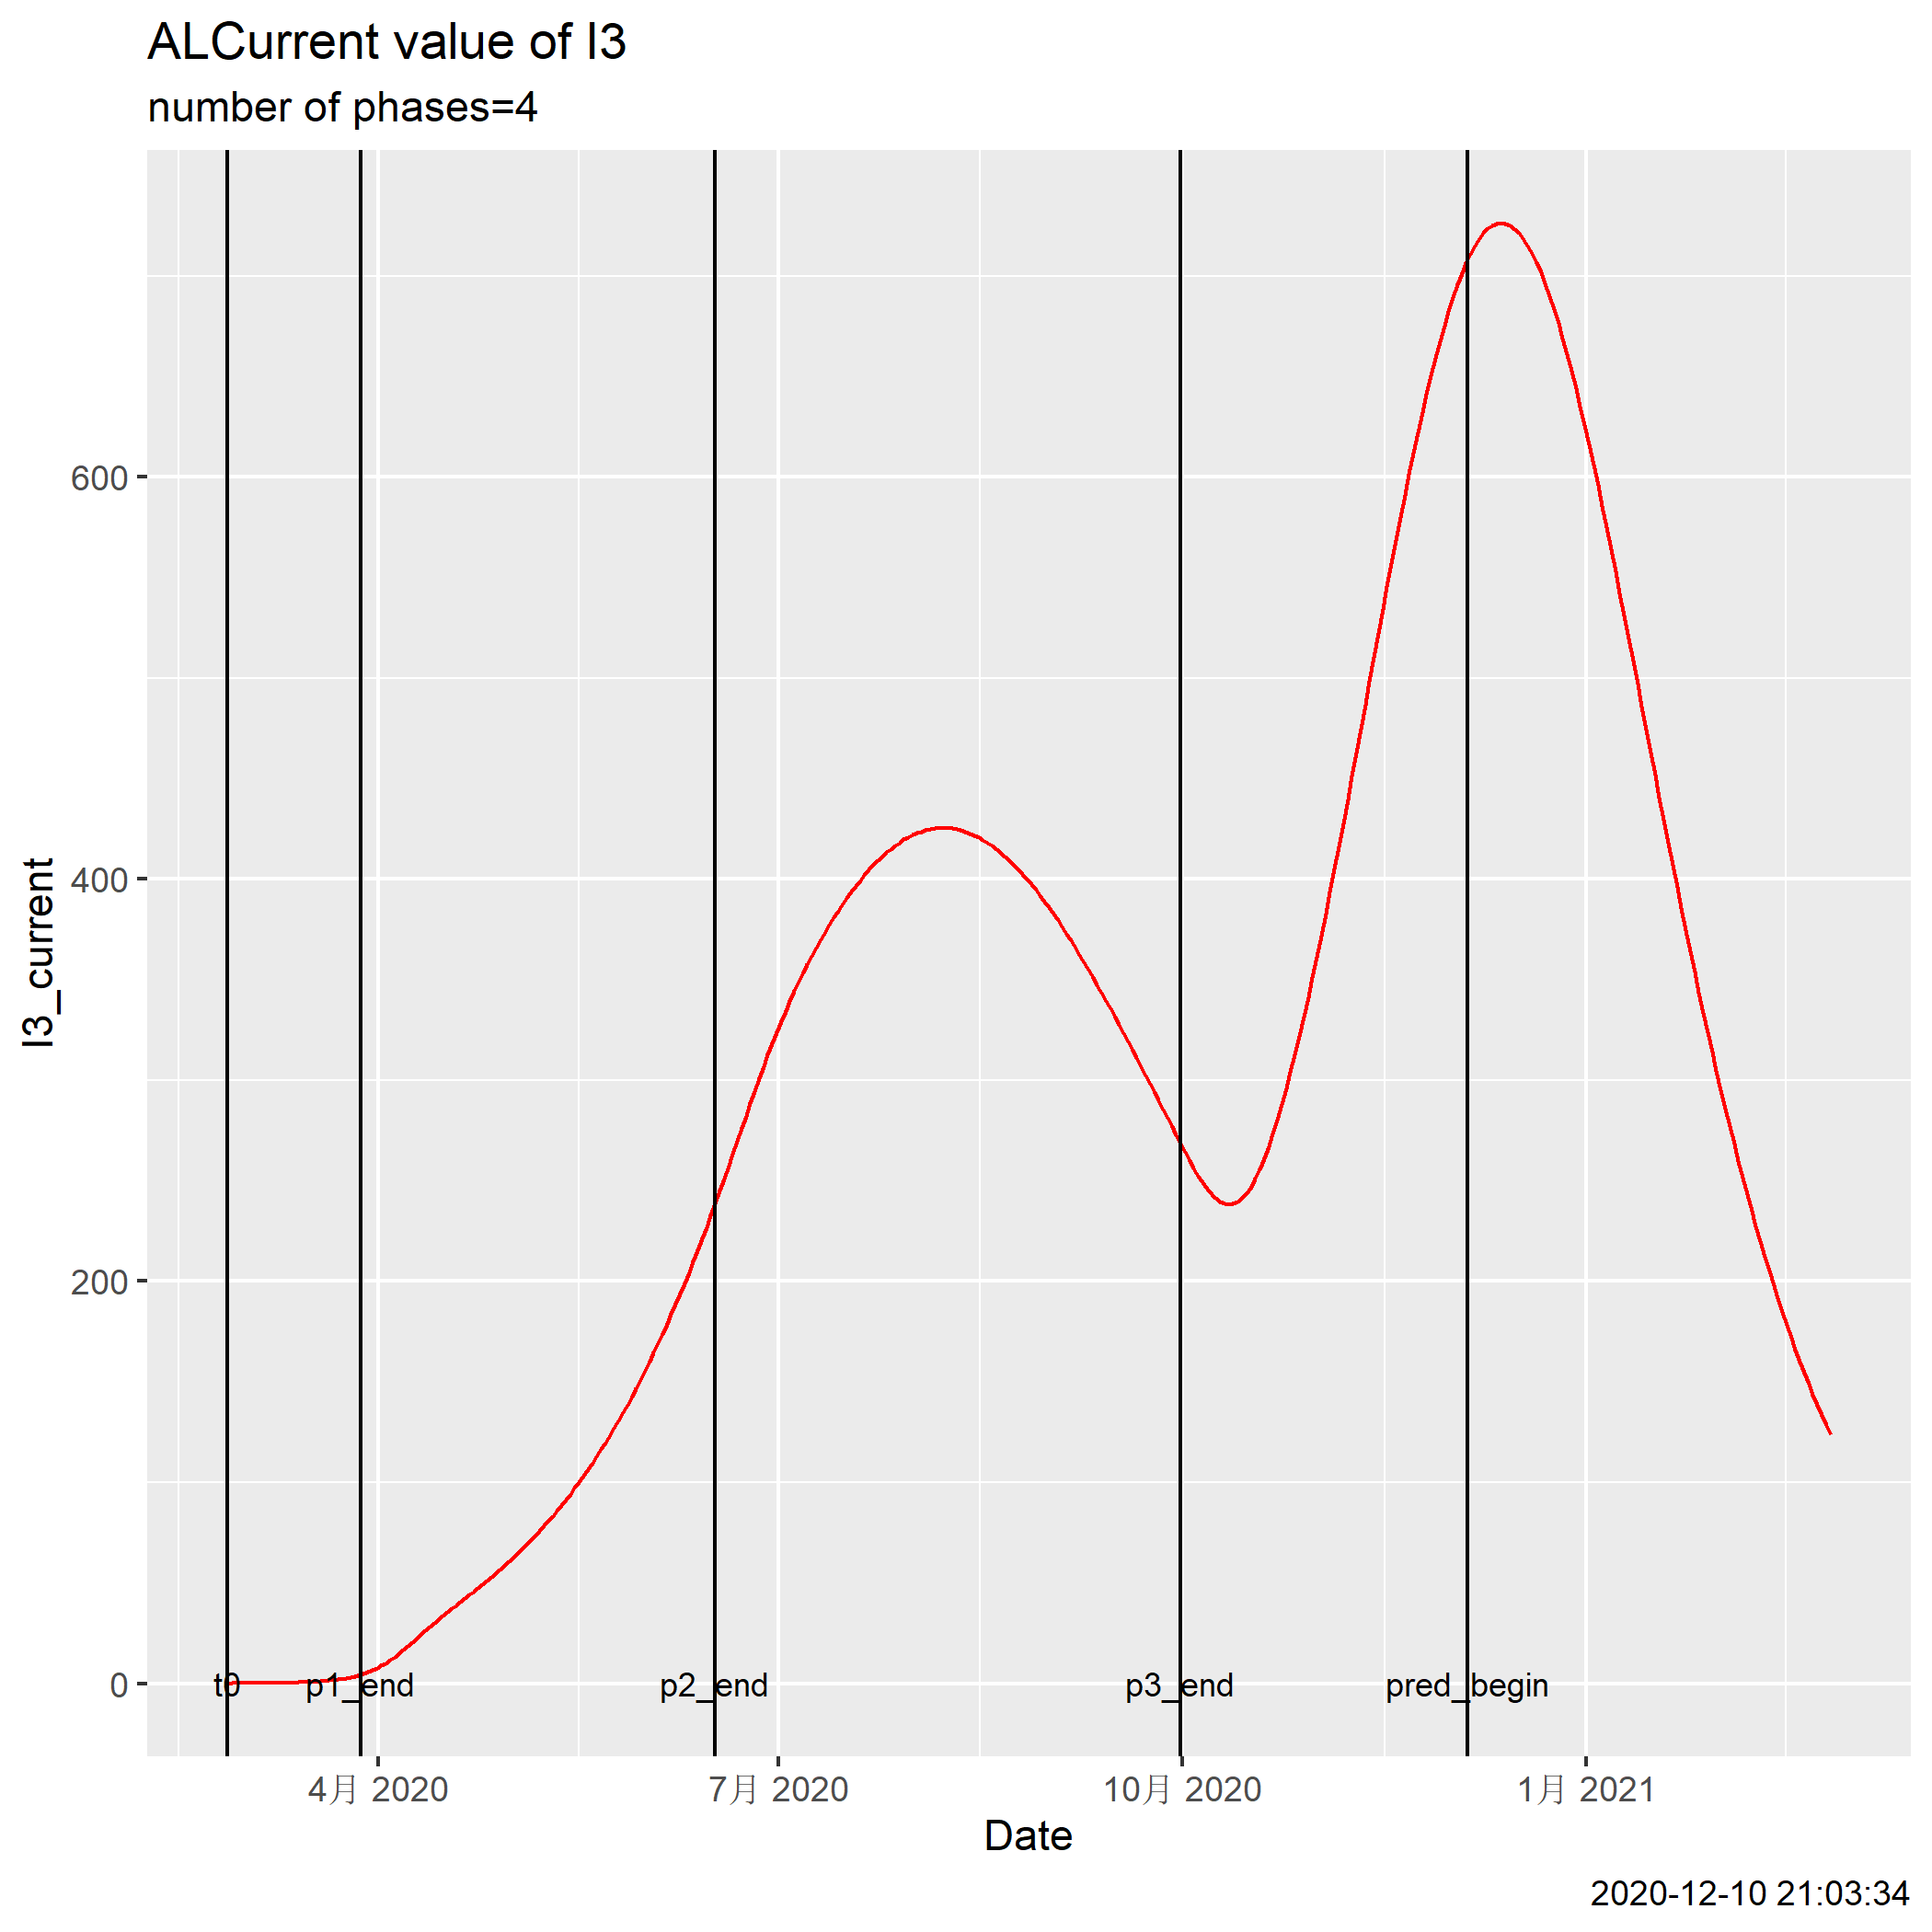 ALCurrent value of I3
number of phases=4
I3_current
600
400
200
0
t0 p1_end p2_end p3_end pred_begin
4月 2020 7月 2020 10月 2020 1月 2021
Date
2020-12-10 21:03:34